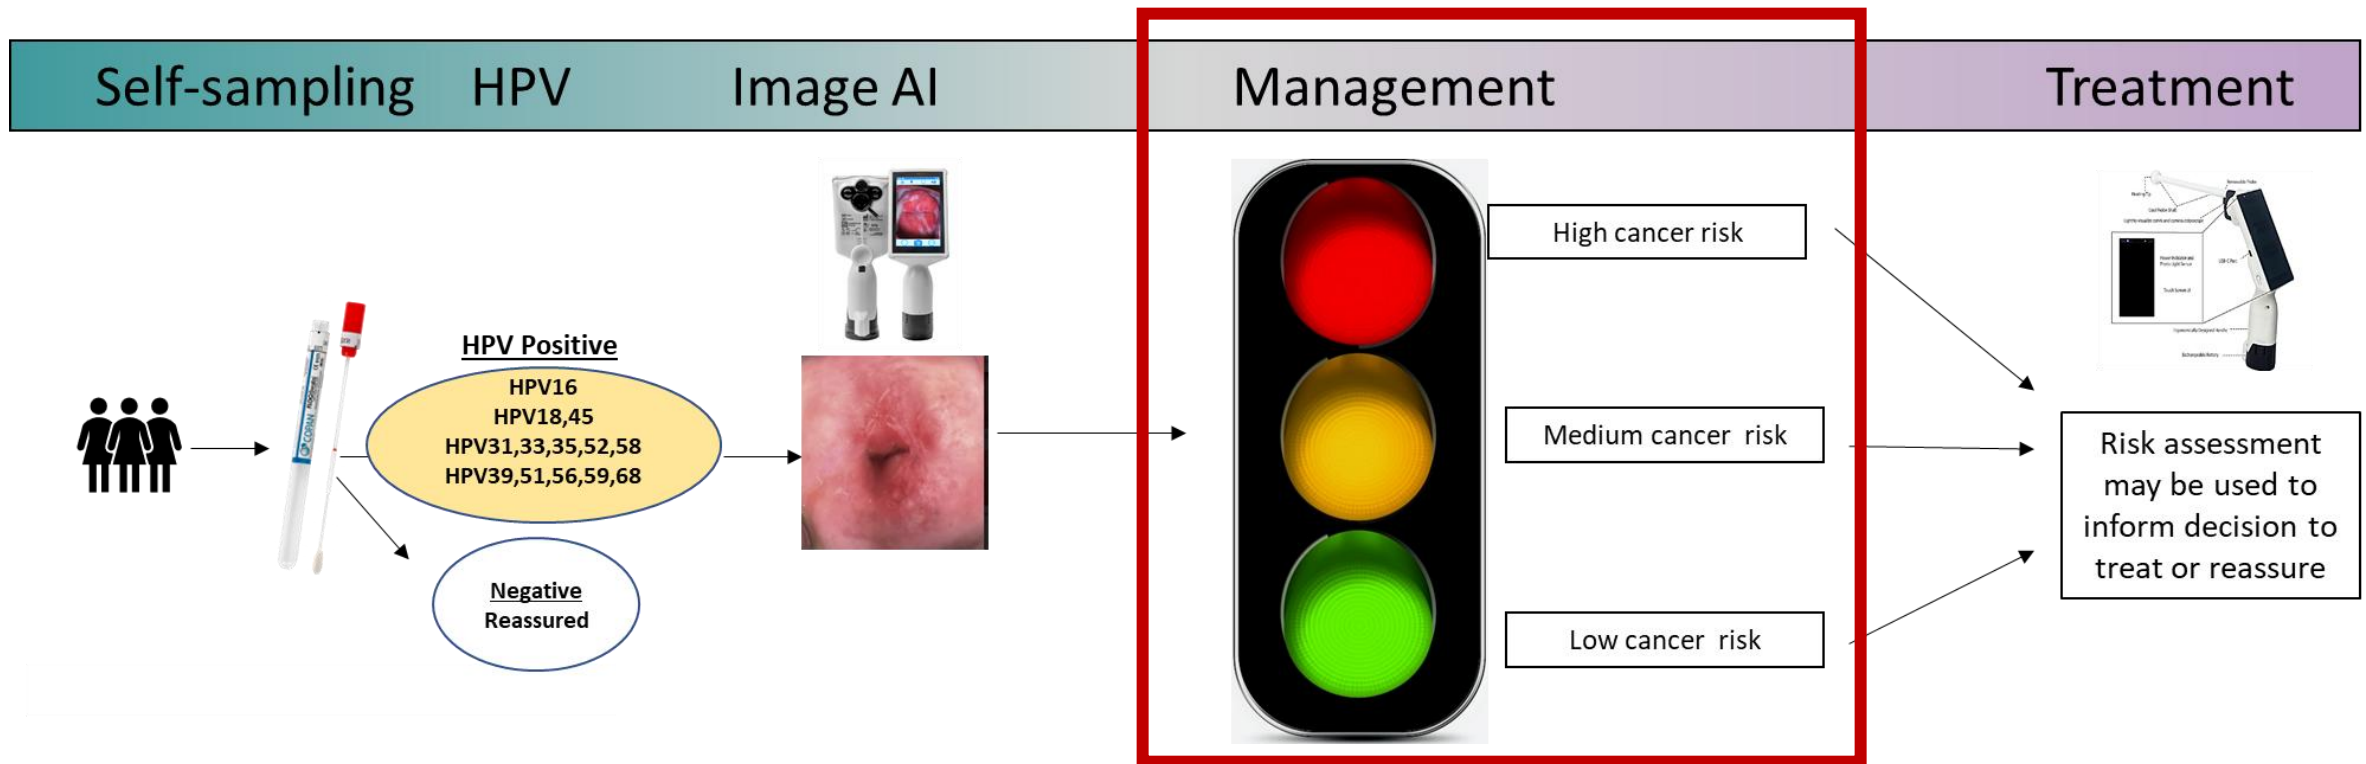 Self-sampling HPV Image AI Management Treatment
HPV Positive
HPV16
HPV18,45
HPV31,33,35,52,58
HPV39,51,56,59,68
Negative
Reassured
COPAN
High cancer risk
Medium cancer risk
Low cancer risk
Risk assessment
may be used to
inform decision to
treat or reassure